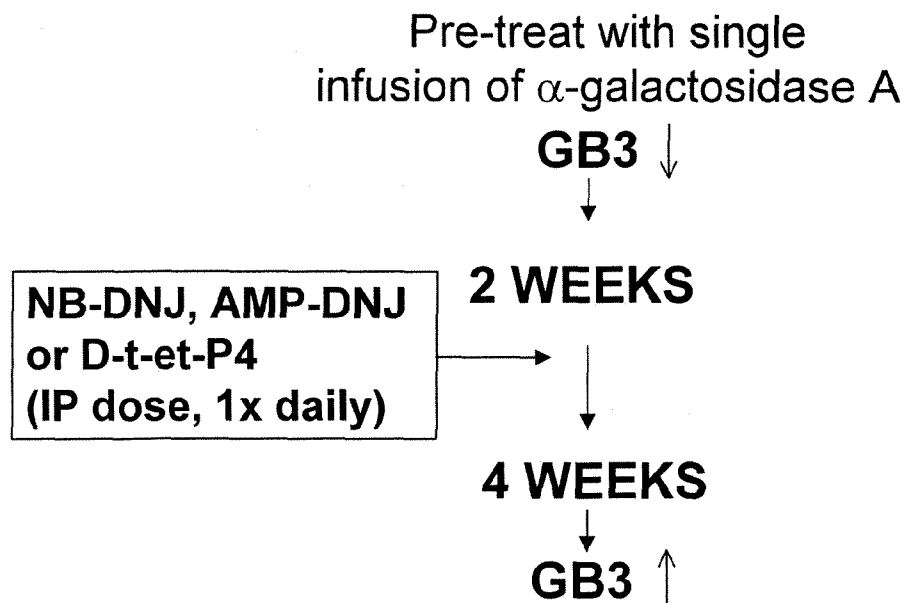 Pre-treat with single
infusion of α-galactosidase A
GB3 ↓
2 WEEKS
NB-DNJ, AMP-DNJ
or D-t-et-P4
(IP dose, 1x daily)
4 WEEKS
GB3 ↑